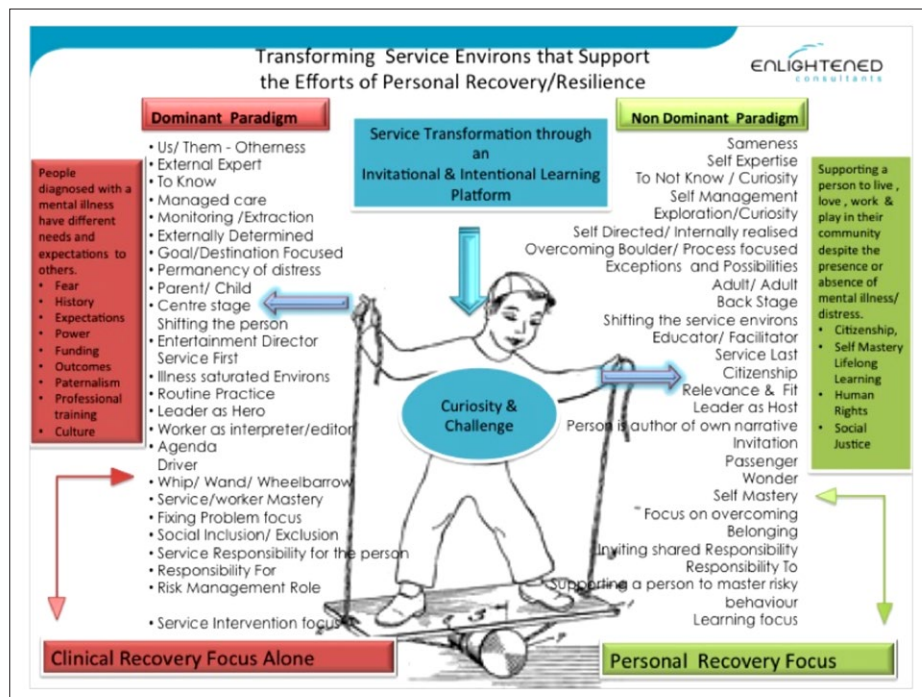 Transforming Service Environs that Support
the Efforts of Personal Recovery/Resilience
ENLIGHTENED
consultants
Dominant Paradigm
Service Transformation through
an
Invitational & Intentional Learning
Platform
Non Dominant Paradigm
People
diagnosed with a
mental illness
have different
needs and
expectations to
others.
• Fear
• History
• Expectations
• Power
• Funding
• Outcomes
• Paternalism
• Professional
training
• Culture
• Us/ Them - Otherness
• External Expert
• To Know
• Managed care
• Monitoring /Extraction
• Externally Determined
• Goal/Destination Focused
• Permanency of distress
• Parent/ Child
• Centre stage
Shifting the person
• Entertainment Director
Service First
• Illness saturated Environs
• Routine Practice
• Leader as Hero
• Worker as interpreter/editor
• Agenda
Driver
• Whip/ Wand/ Wheelbarrow
• Service/worker Mastery
• Fixing Problem focus
• Social Inclusion/ Exclusion
• Service Responsibility for the person
• Responsibility For
• Risk Management Role
• Service Intervention focus
Curiosity &
Challenge
Sameness
Self Expertise
To Not Know / Curiosity
Self Management
Exploration/Curiosity
Self Directed/ Internally realised
Overcoming Boulder/ Process focused
Exceptions and Possibilities
Adult/ Adult
Back Stage
Shifting the service environs
Educator/ Facilitator
Service Last
Citizenship
Relevance & Fit
Leader as Host
Person is author of own narrative
Invitation
Passenger
Wonder
Self Mastery
Focus on overcoming
Belonging
Inviting shared Responsibility
Responsibility To
Supporting a person to master risky
behaviour
Learning focus
Supporting a
person to live ,
love , work &
play in their
community
despite the
presence or
absence of
mental illness/
distress.
• Citizenship,
• Self Mastery
Lifelong
Learning
• Human
Rights
• Social
Justice
Clinical Recovery Focus Alone
Personal Recovery Focus